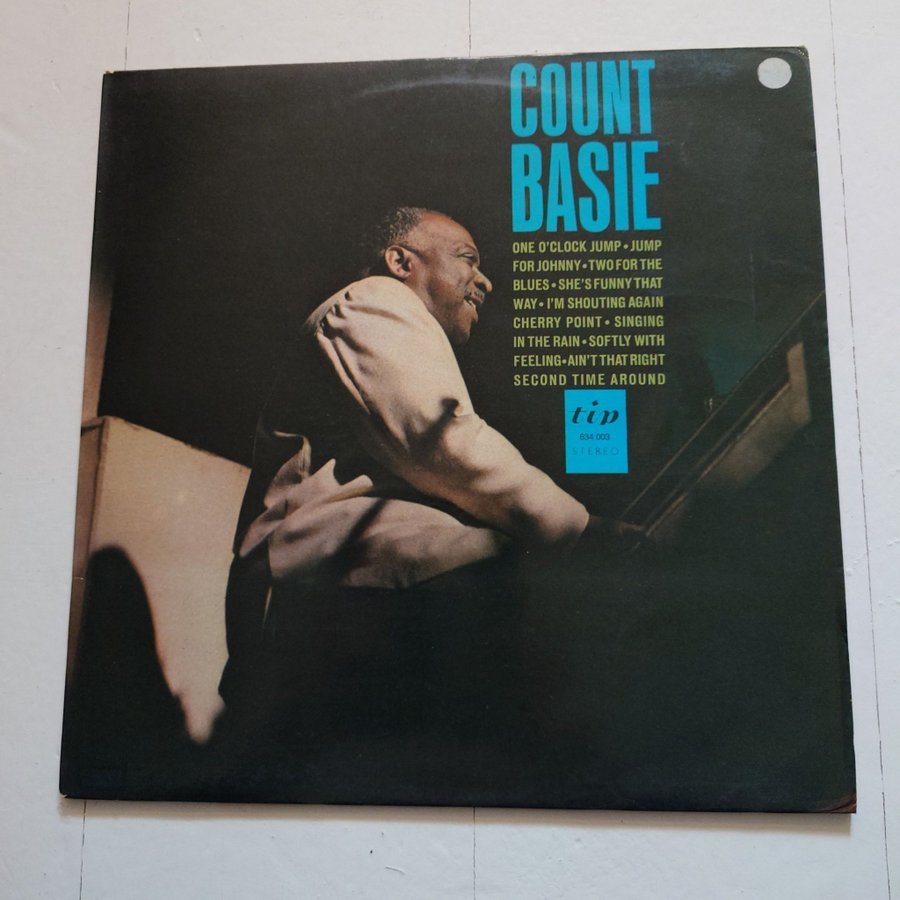 COUNT
BASIE
ONE O'CLOCK JUMP • JUMP
FOR JOHNNY • TWO FOR THE
BLUES • SHE'S FUNNY THAT
WAY • I'M SHOUTING AGAIN
CHERRY POINT • SINGING
IN THE RAIN • SOFTLY WITH
FEELING • AIN'T THAT RIGHT
SECOND TIME AROUND
tip
634 003
STEREO